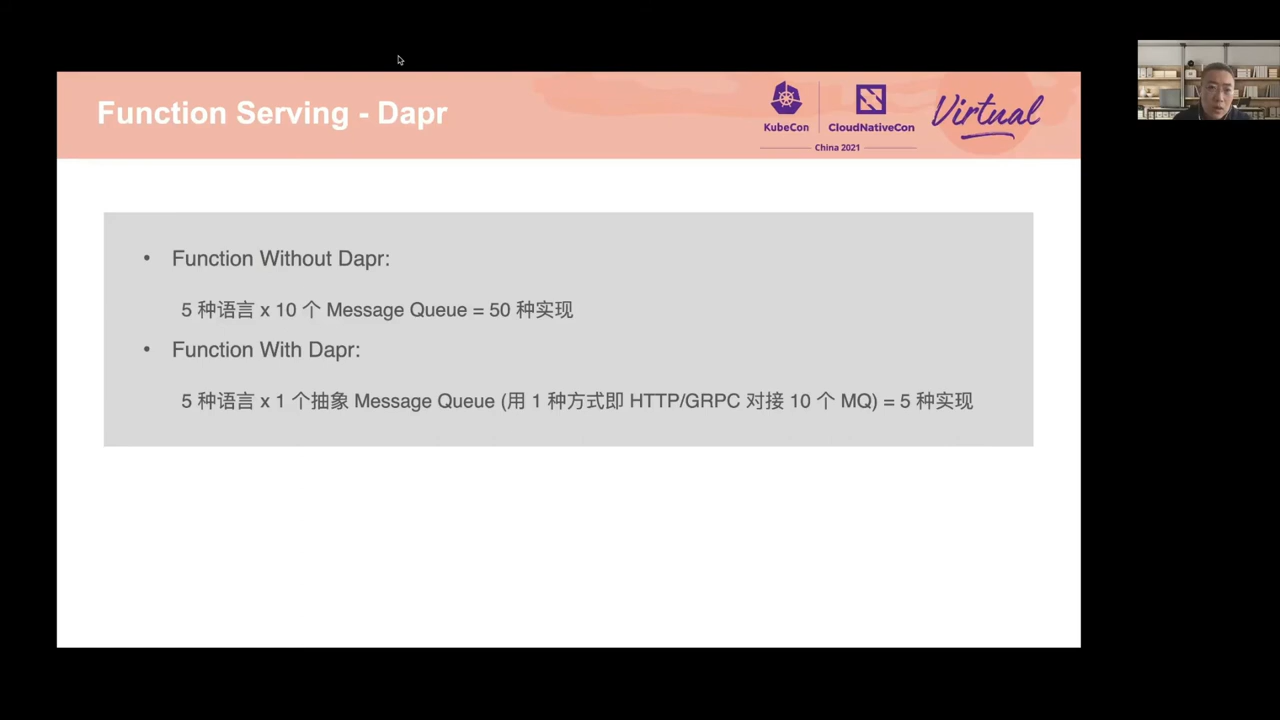 Function Serving - Dapr
KubeCon
CloudNativeCon
Virtual
China 2021
• Function Without Dapr:
5 种语言 x 10 个 Message Queue = 50 种实现
• Function With Dapr:
5 种语言 x 1 个抽象 Message Queue (用 1 种方式即 HTTP/GRPC 对接 10 个 MQ) = 5 种实现